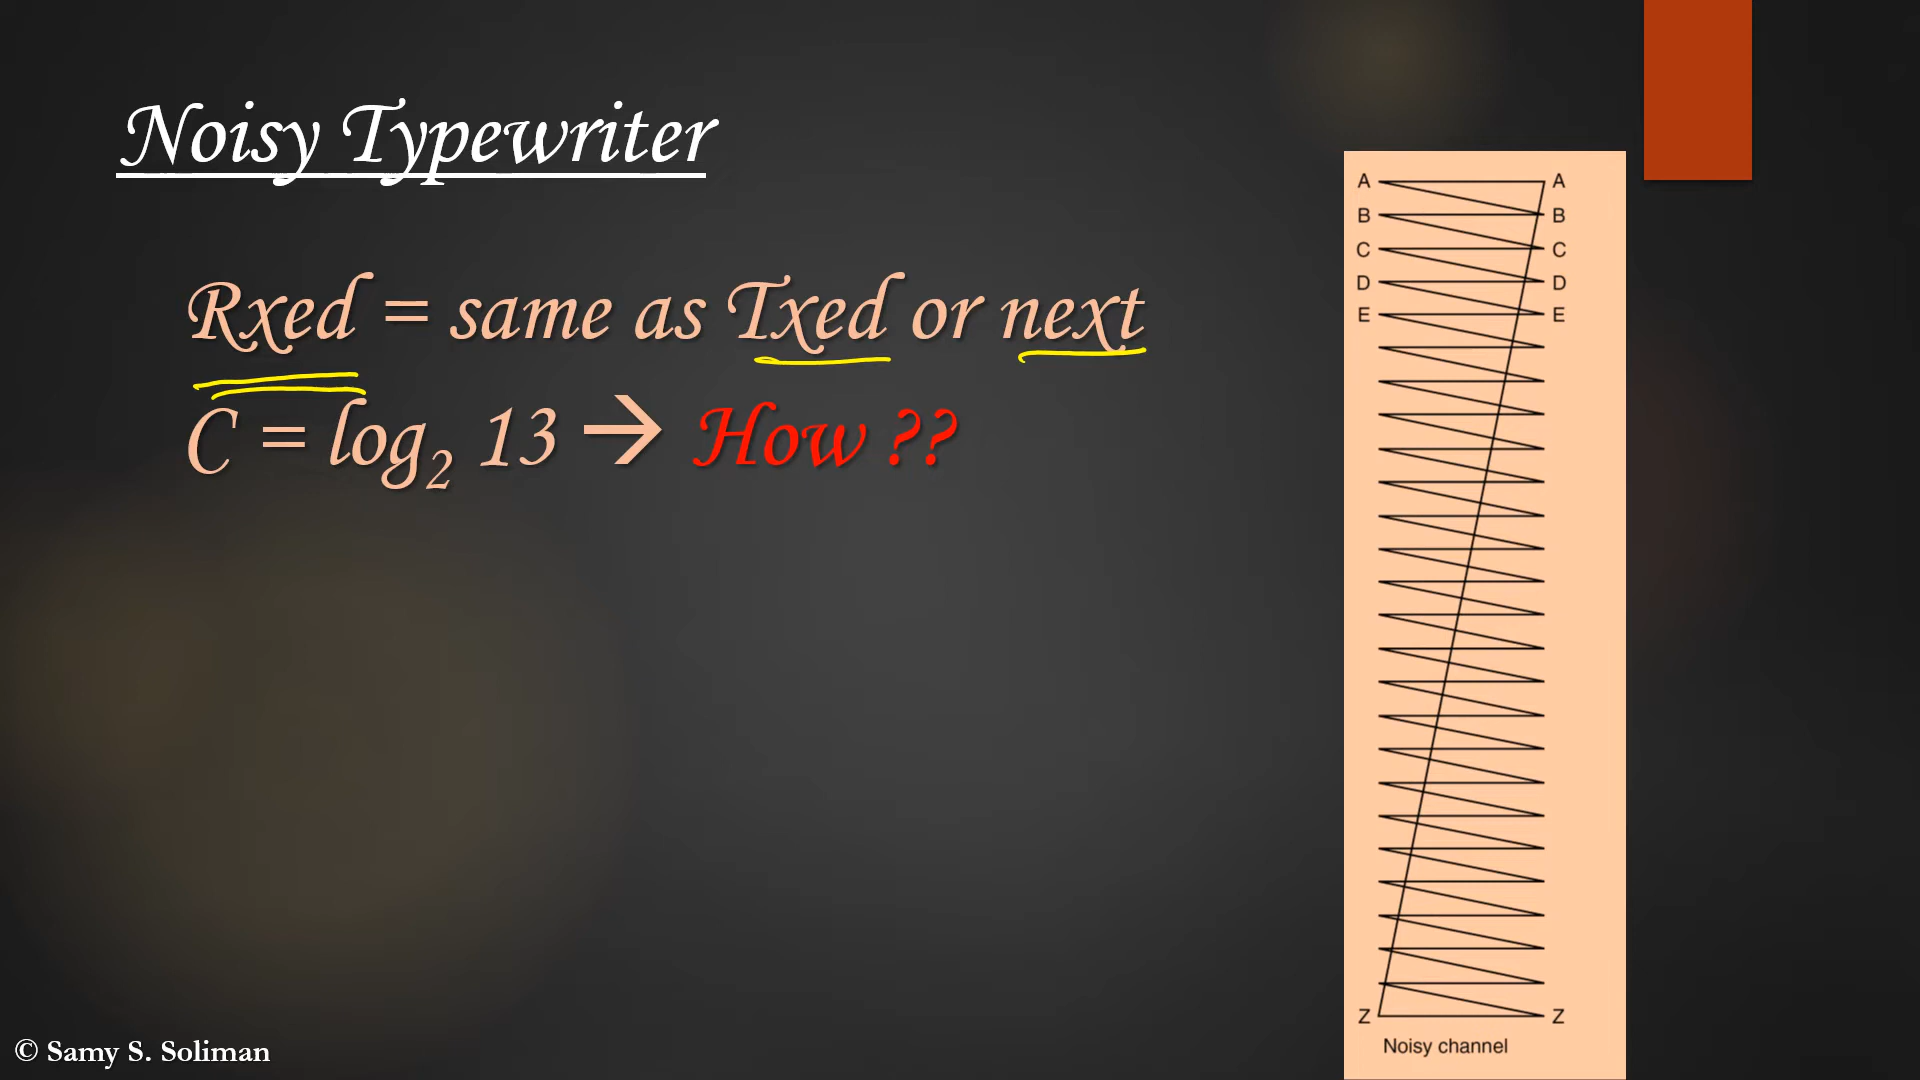 Noisy Typewriter
Rxed = same as Txed or next
C = log₂ 13 → How ??
A A
B B
C C
D D
E E
Z Z
Noisy channel
© Samy S. Soliman